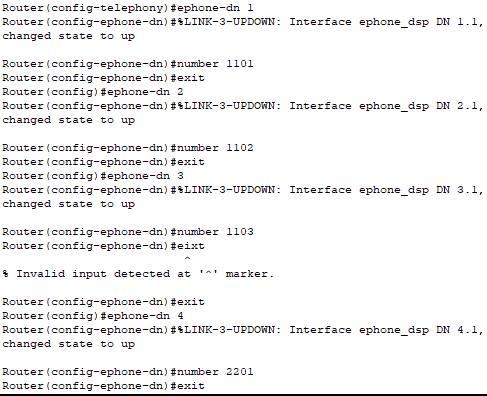 Router(config-telephony)#ephone-dn 1
Router(config-ephone-dn)#%LINK-3-UPDOWN: Interface ephone_dsp DN 1.1,
changed state to up
Router(config-ephone-dn)#number 1101
Router(config-ephone-dn)#exit
Router(config)#ephone-dn 2
Router(config-ephone-dn)#%LINK-3-UPDOWN: Interface ephone_dsp DN 2.1,
changed state to up
Router(config-ephone-dn)#number 1102
Router(config-ephone-dn)#exit
Router(config)#ephone-dn 3
Router(config-ephone-dn)#%LINK-3-UPDOWN: Interface ephone_dsp DN 3.1,
changed state to up
Router(config-ephone-dn)#number 1103
Router(config-ephone-dn)#eixt
^
% Invalid input detected at '^' marker.
Router(config-ephone-dn)#exit
Router(config)#ephone-dn 4
Router(config-ephone-dn)#%LINK-3-UPDOWN: Interface ephone_dsp DN 4.1,
changed state to up
Router(config-ephone-dn)#number 2201
Router(config-ephone-dn)#exit